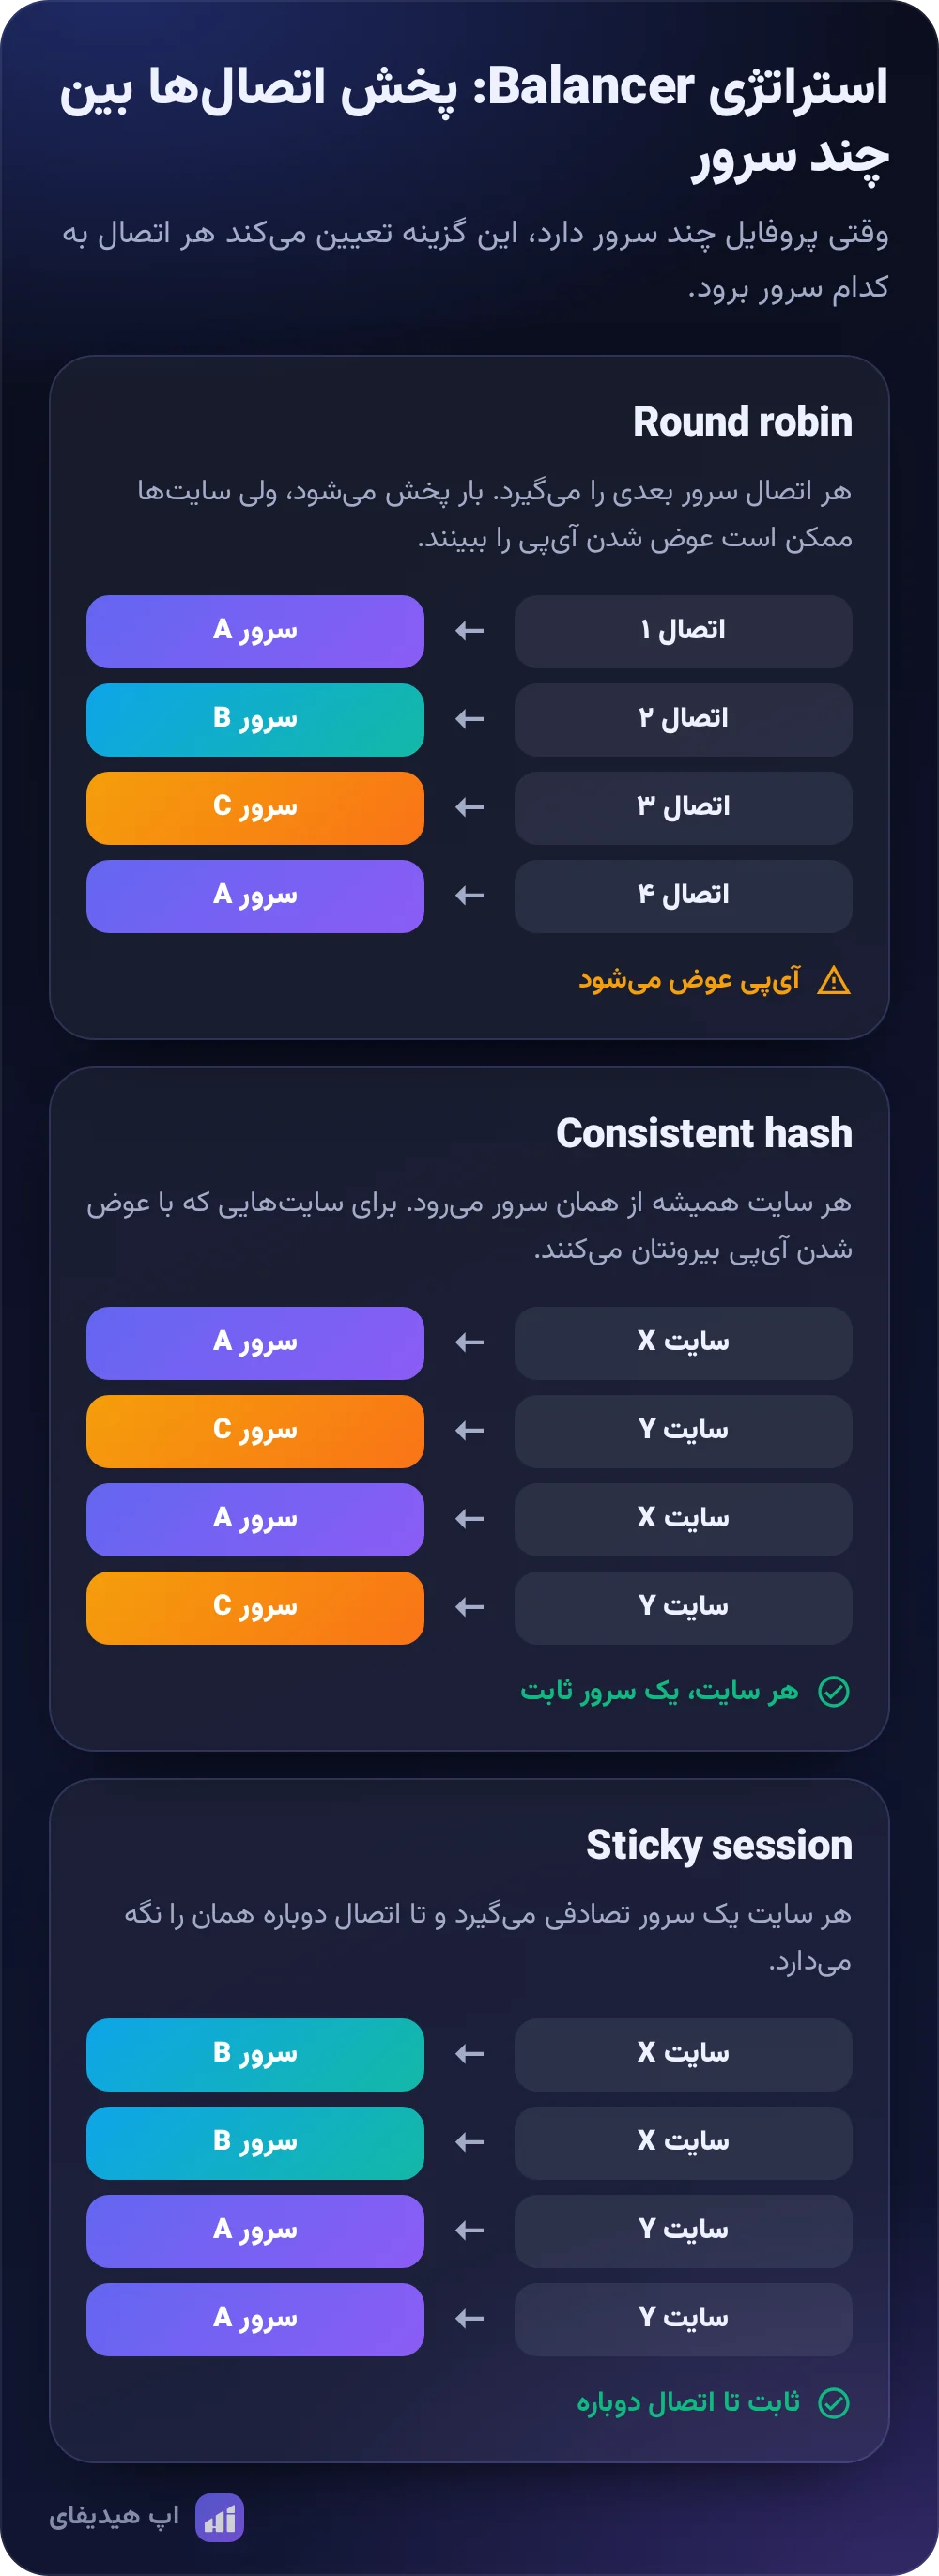 استراتژی Balancer: پخش اتصال‌ها بین
چند سرور
وقتی پروفایل چند سرور دارد، این گزینه تعیین می‌کند هر اتصال به
کدام سرور برود.
Round robin
هر اتصال سرور بعدی را می‌گیرد. بار پخش می‌شود، ولی سایت‌ها
ممکن است عوض شدن آی‌پی را ببینند.
اتصال ۱ ← سرور A
اتصال ۲ ← سرور B
اتصال ۳ ← سرور C
اتصال ۴ ← سرور A
آی‌پی عوض می‌شود
Consistent hash
هر سایت همیشه از همان سرور می‌رود. برای سایت‌هایی که با عوض
شدن آی‌پی بیرونتان می‌کنند.
سایت X ← سرور A
سایت Y ← سرور C
سایت X ← سرور A
سایت Y ← سرور C
هر سایت، یک سرور ثابت
Sticky session
هر سایت یک سرور تصادفی می‌گیرد و تا اتصال دوباره همان را نگه
می‌دارد.
سایت X ← سرور B
سایت X ← سرور B
سایت Y ← سرور A
سایت Y ← سرور A
ثابت تا اتصال دوباره
اپ هیدیفای